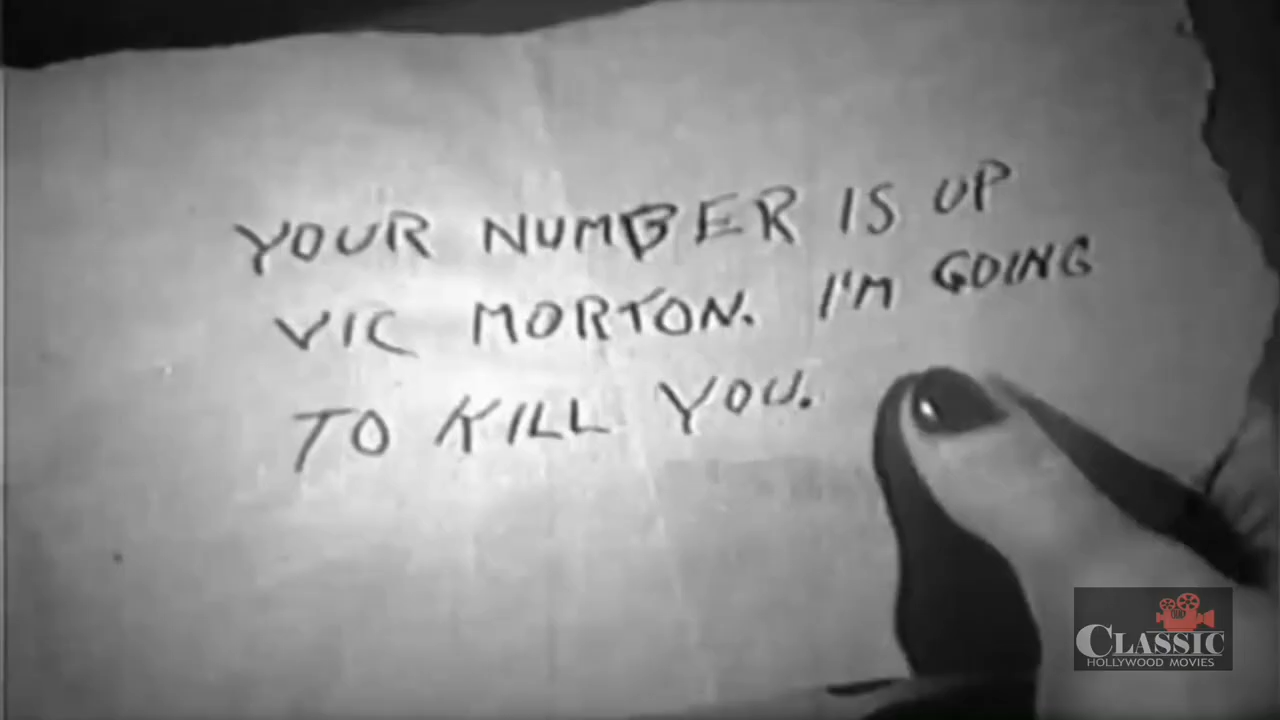 YOUR NUMBER IS UP
VIC MORTON. I'M GOING
TO KILL YOU.
CLASSIC
HOLLYWOOD MOVIES